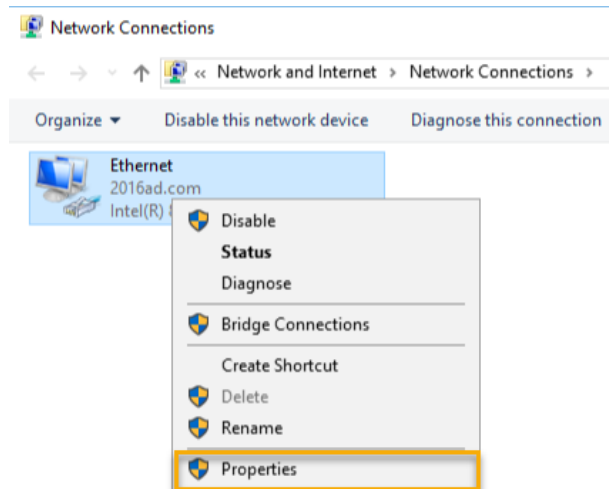 Network Connections
« Network and Internet › Network Connections ›
Organize Disable this network device Diagnose this connection
Ethernet
2016ad.com
Intel(R)
Disable
Status
Diagnose
Bridge Connections
Create Shortcut
Delete
Rename
Properties